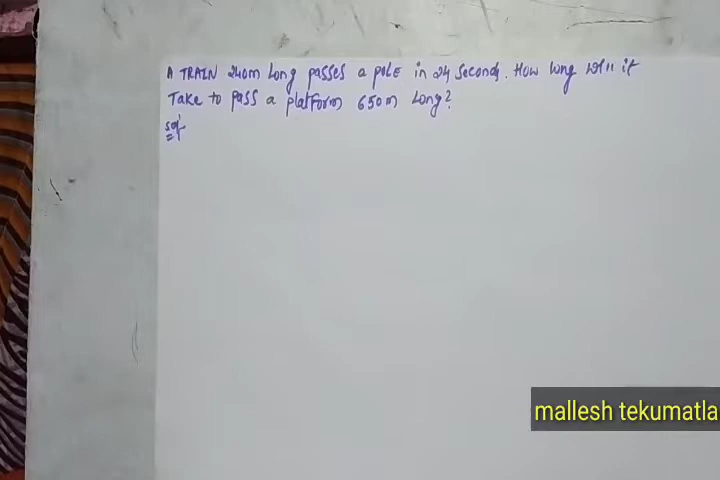 A TRAIN 240m Long passes a pole in 24 Seconds. How long will it
Take to pass a platform 650m Long?
Sol
mallesh tekumatla